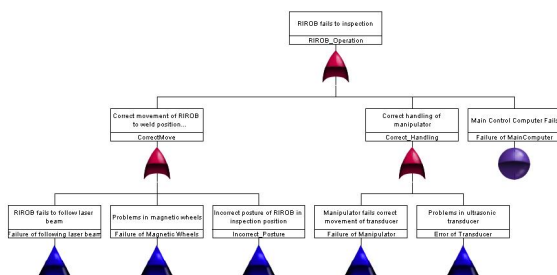 RIROB fails to inspection
RIROB_Operation
Correct movement of RIROB
to weld position...
CorrectMove
Correct handling of
manipulator
Correct_Handling
Main Control Computer Fails
Failure of MainComputer
RIROB fails to follow laser
beam
Failure of following laser beam
Problems in magnetic wheels
Failure of Magnetic Wheels
Incorrect posture of RIROB in
inspection position
Incorrect_Posture
Manipulator fails correct
movement of transducer
Failure of Manipulator
Problems in ultrasonic
transducer
Error of Transducer